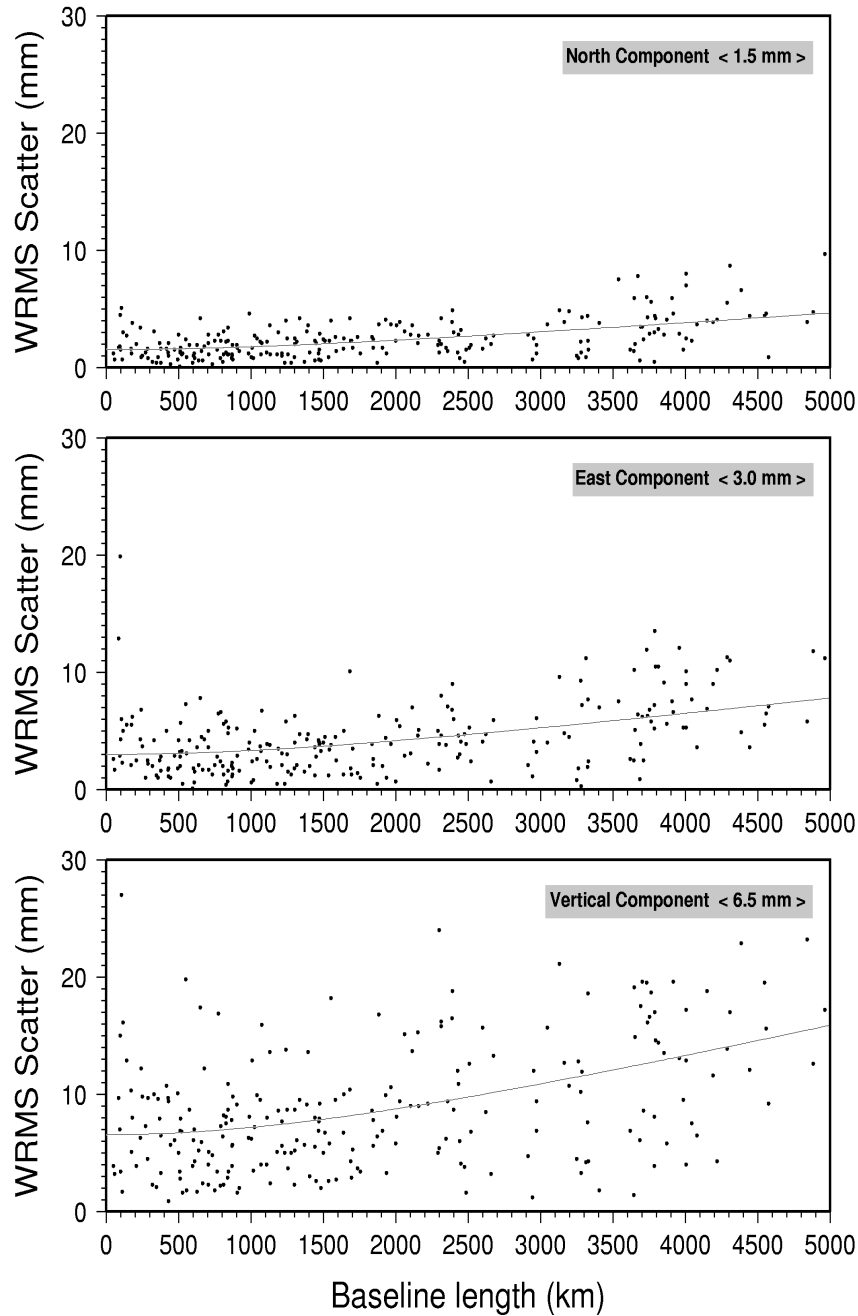 30
20
10
0
WRMS Scatter (mm)
North Component < 1.5 mm >
0 500 1000 1500 2000 2500 3000 3500 4000 4500 5000
30
20
10
0
WRMS Scatter (mm)
East Component < 3.0 mm >
0 500 1000 1500 2000 2500 3000 3500 4000 4500 5000
30
20
10
0
WRMS Scatter (mm)
Vertical Component < 6.5 mm >
0 500 1000 1500 2000 2500 3000 3500 4000 4500 5000
Baseline length (km)